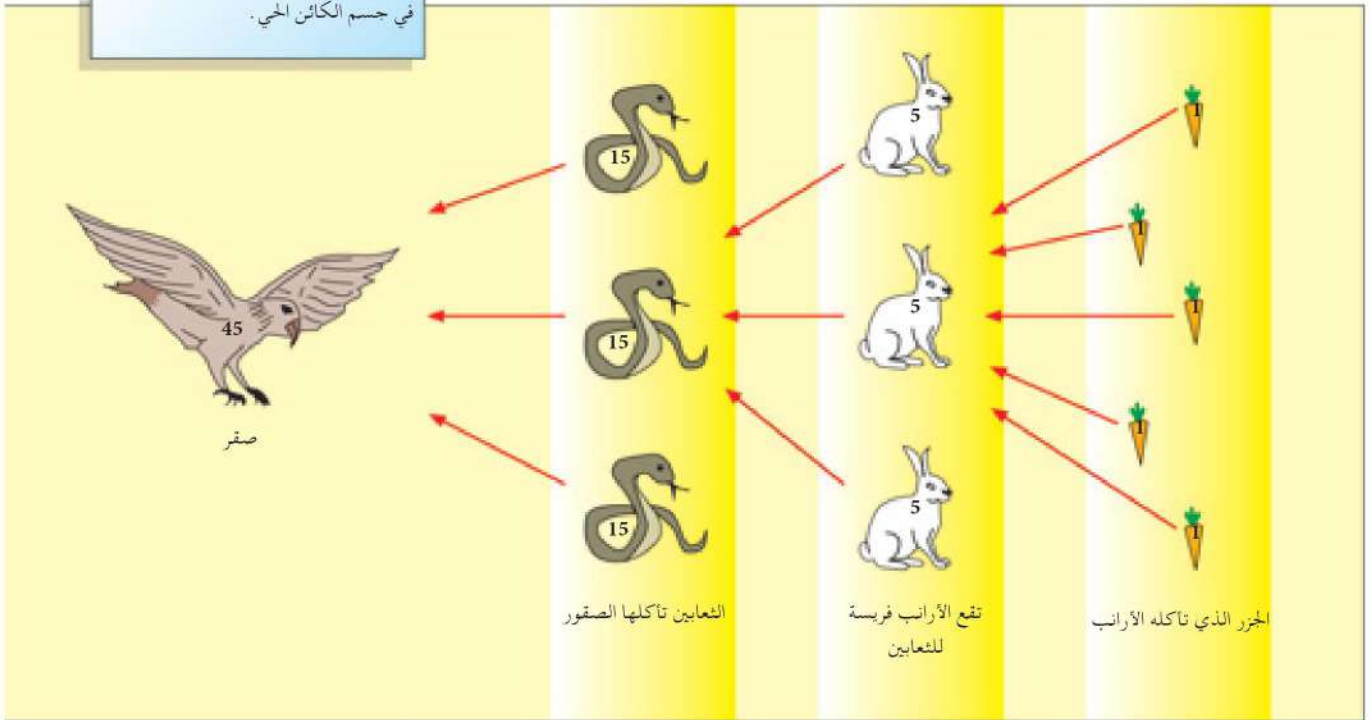 في جسم الكائن الحي.
1
1
1
1
1
5
5
5
15
15
15
45
صقر
الجزر الذي تأكله الأرانب
تقع الأرانب فريسة
للثعابين
الثعابين تأكلها الصقور